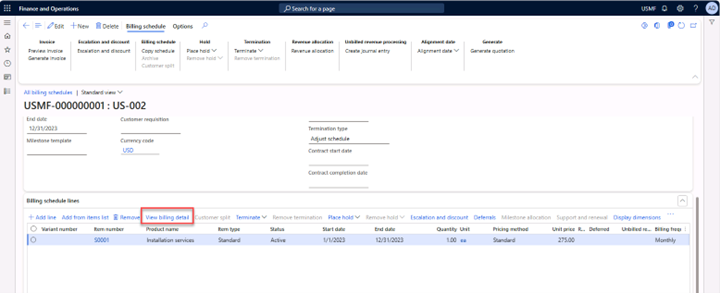 Finance and Operations
Search for a page
USMF
AD
Edit
New
Delete
Billing schedule
Options
Invoice
Preview invoice
Generate invoice
Escalation and discount
Escalation and discount
Billing schedule
Copy schedule
Archive
Customer split
Hold
Place hold
Remove hold
Termination
Terminate
Remove termination
Revenue allocation
Revenue allocation
Unbilled revenue processing
Create journal entry
Alignment date
Alignment date
Generate
Generate quotation
All billing schedules | Standard view
USMF-000000001 : US-002
End date
12/31/2023
Milestone template
Customer requisition
Currency code
USD
Termination type
Adjust schedule
Contract start date
Contract completion date
Billing schedule lines
Add line Add from items list Remove View billing detail Customer split Terminate Remove termination Place hold Remove hold Escalation and discount Deferrals Milestone allocation Support and renewal Display dimensions ...
Variant number Item number Product name Item type Status Start date End date Quantity Unit Pricing method Unit price R... Deferred Unbilled re... Billing freq
S0001 Installation services Standard Active 1/1/2023 12/31/2023 1.00 ea Standard 275.00 Monthly